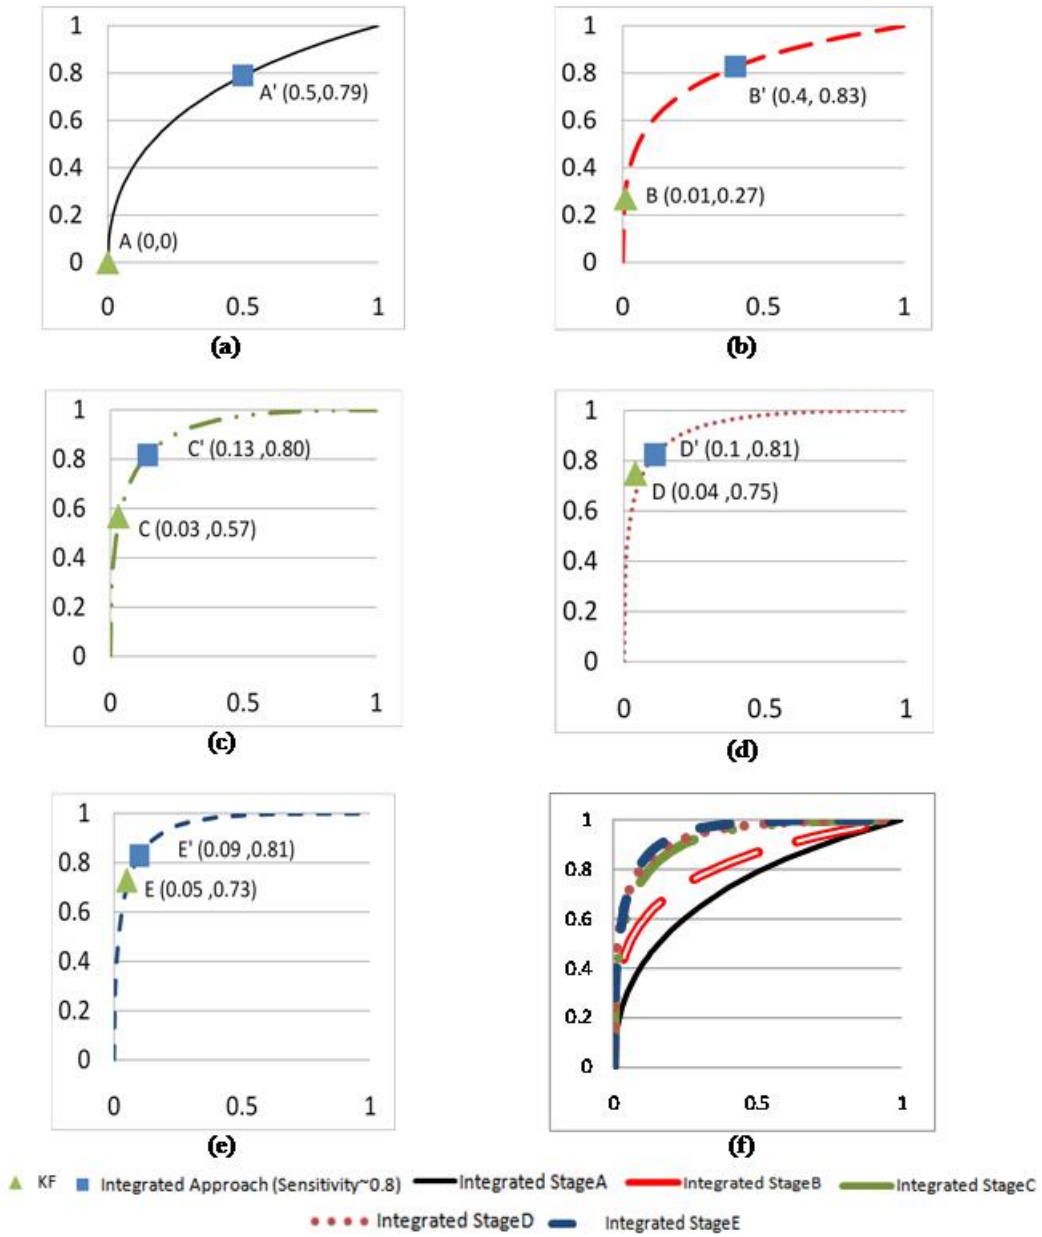 1
0.8
0.6
0.4
0.2
0
0 0.5 1
A' (0.5,0.79)
A (0,0)
(a)
1
0.8
0.6
0.4
0.2
0
0 0.5 1
B' (0.4, 0.83)
B (0.01,0.27)
(b)
1
0.8
0.6
0.4
0.2
0
0 0.5 1
C' (0.13 ,0.80)
C (0.03 ,0.57)
(c)
1
0.8
0.6
0.4
0.2
0
0 0.5 1
D' (0.1 ,0.81)
D (0.04 ,0.75)
(d)
1
0.8
0.6
0.4
0.2
0
0 0.5 1
E' (0.09 ,0.81)
E (0.05 ,0.73)
(e)
1
0.8
0.6
0.4
0.2
0
0 0.5 1
(f)
KF Integrated Approach (Sensitivity~0.8) Integrated StageA Integrated StageB Integrated StageC
Integrated StageD Integrated StageE